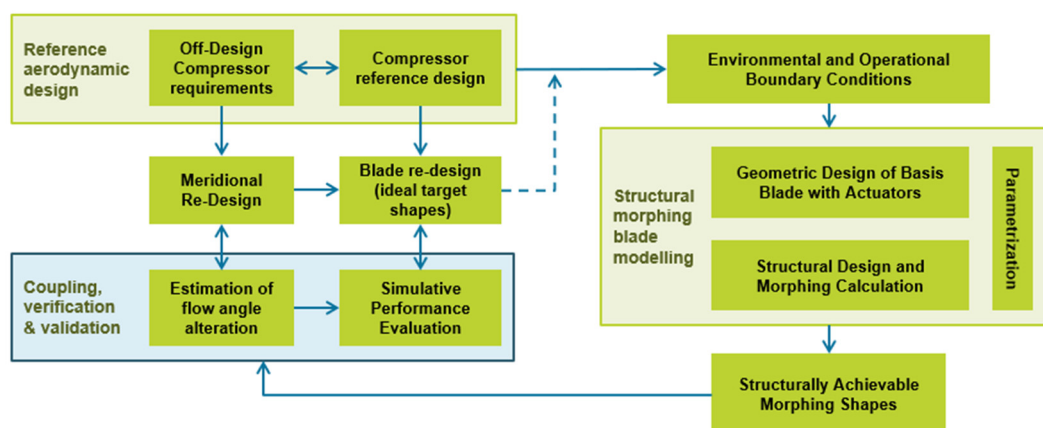 Reference
aerodynamic
design
Off-Design
Compressor
requirements
Compressor
reference design
Environmental and Operational
Boundary Conditions
Meridional
Re-Design
Blade re-design
(ideal target
shapes)
Structural
morphing
blade
modelling
Geometric Design of Basis
Blade with Actuators
Structural Design and
Morphing Calculation
Parametrization
Coupling,
verification
& validation
Estimation of
flow angle
alteration
Simulative
Performance
Evaluation
Structurally Achievable
Morphing Shapes